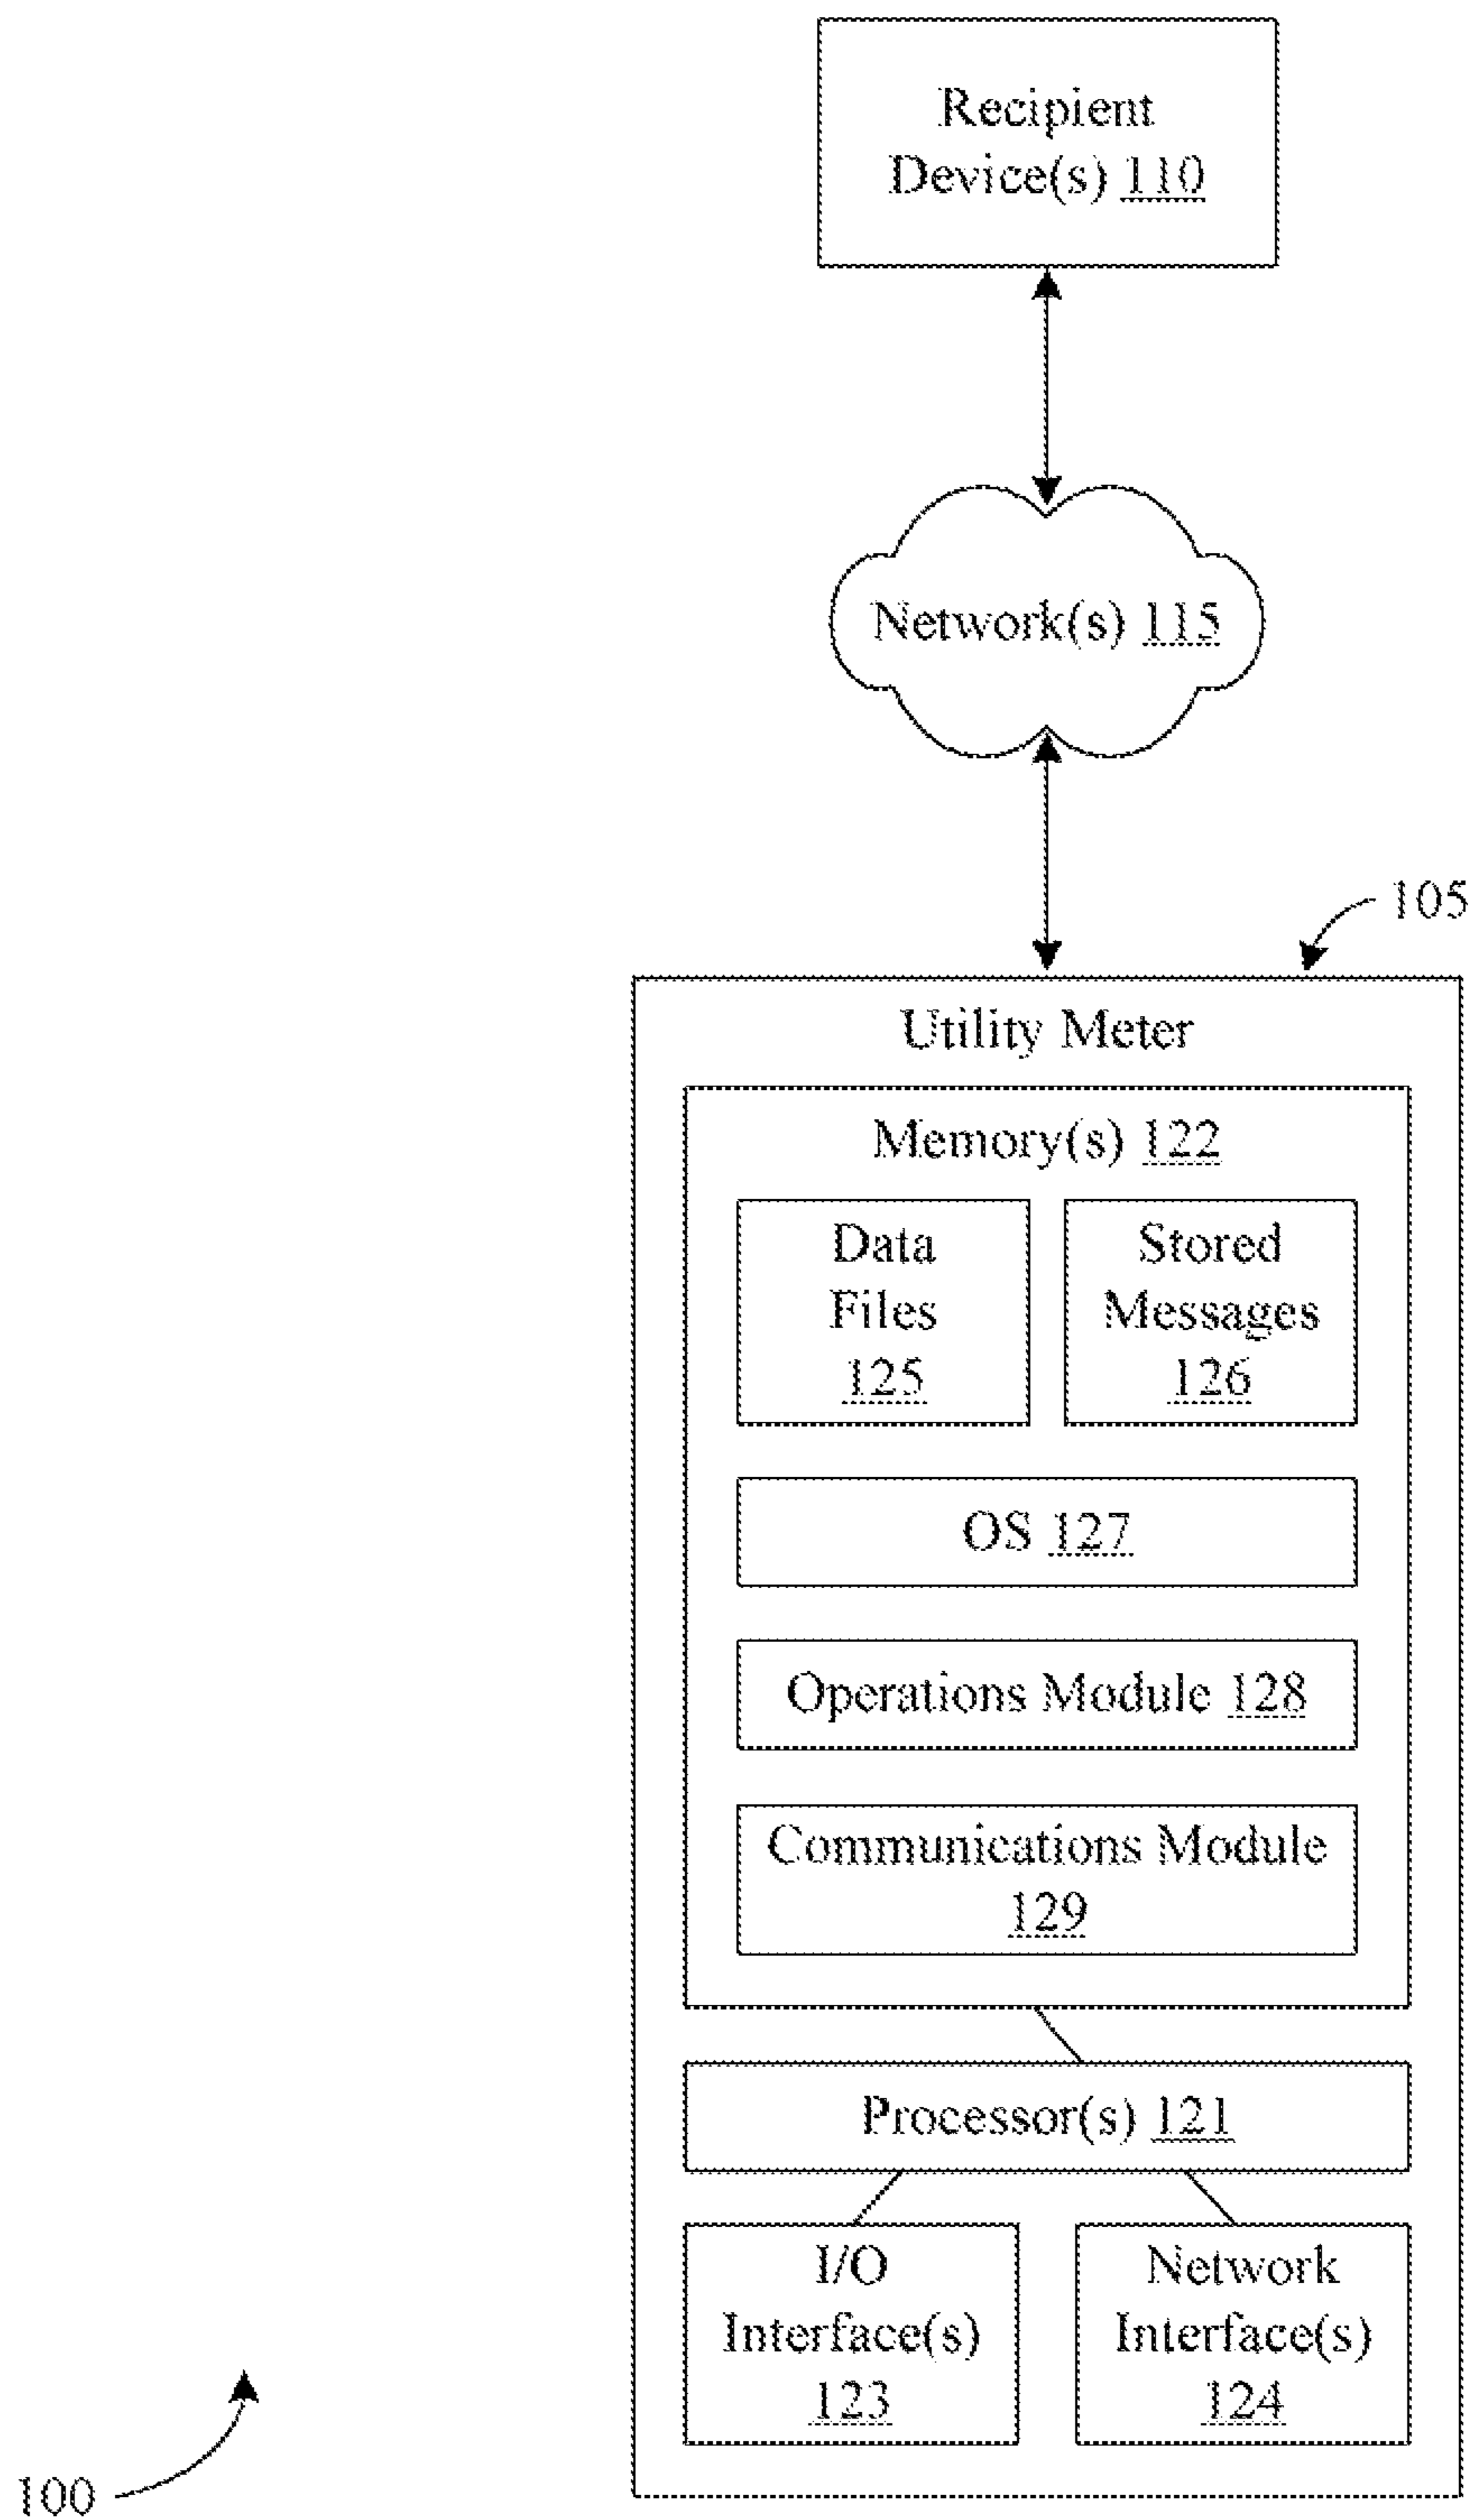 Recipient
Device(s) 110
Network(s) 115
105
Utility Meter
Memory(s) 122
Data
Files
125
Stored
Messages
126
OS 127
Operations Module 128
Communications Module
129
Processor(s) 121
I/O
Interface(s)
123
Network
Interface(s)
124
100